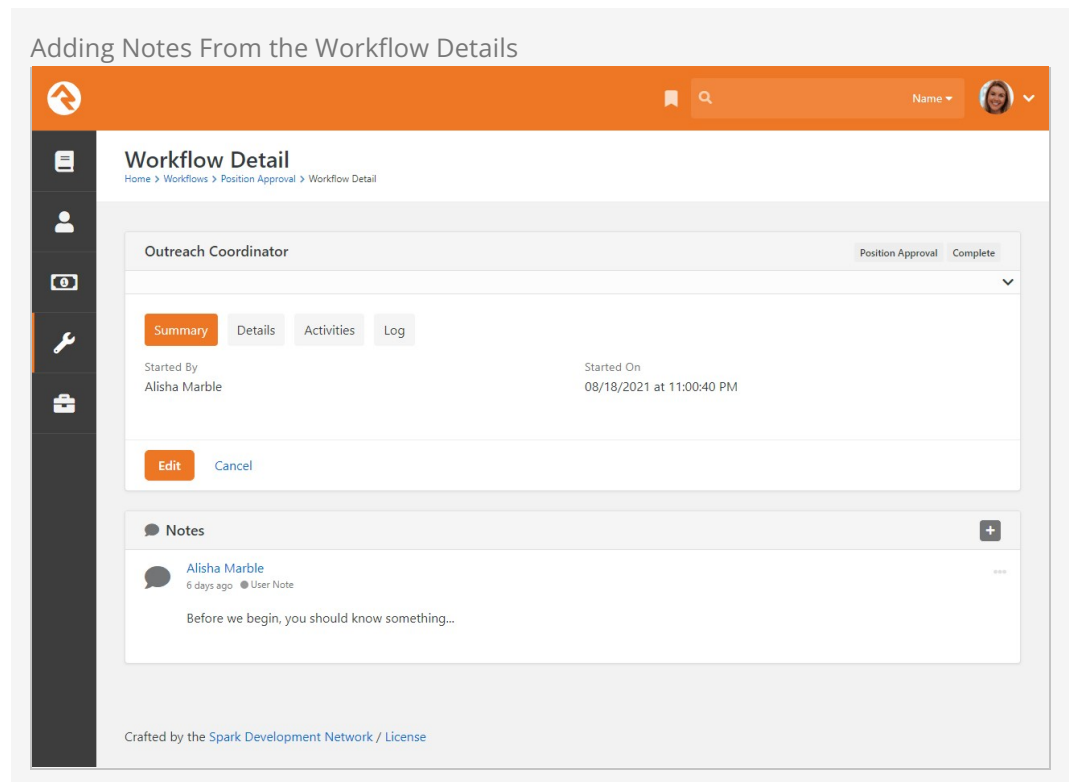 Adding Notes From the Workflow Details
Name
Workflow Detail
Home > Workflows > Position Approval > Workflow Detail
Outreach Coordinator
Position Approval Complete
Summary Details Activities Log
Started By Started On
Alisha Marble 08/18/2021 at 11:00:40 PM
Edit Cancel
Notes
Alisha Marble
6 days ago User Note
Before we begin, you should know something...
Crafted by the Spark Development Network / License